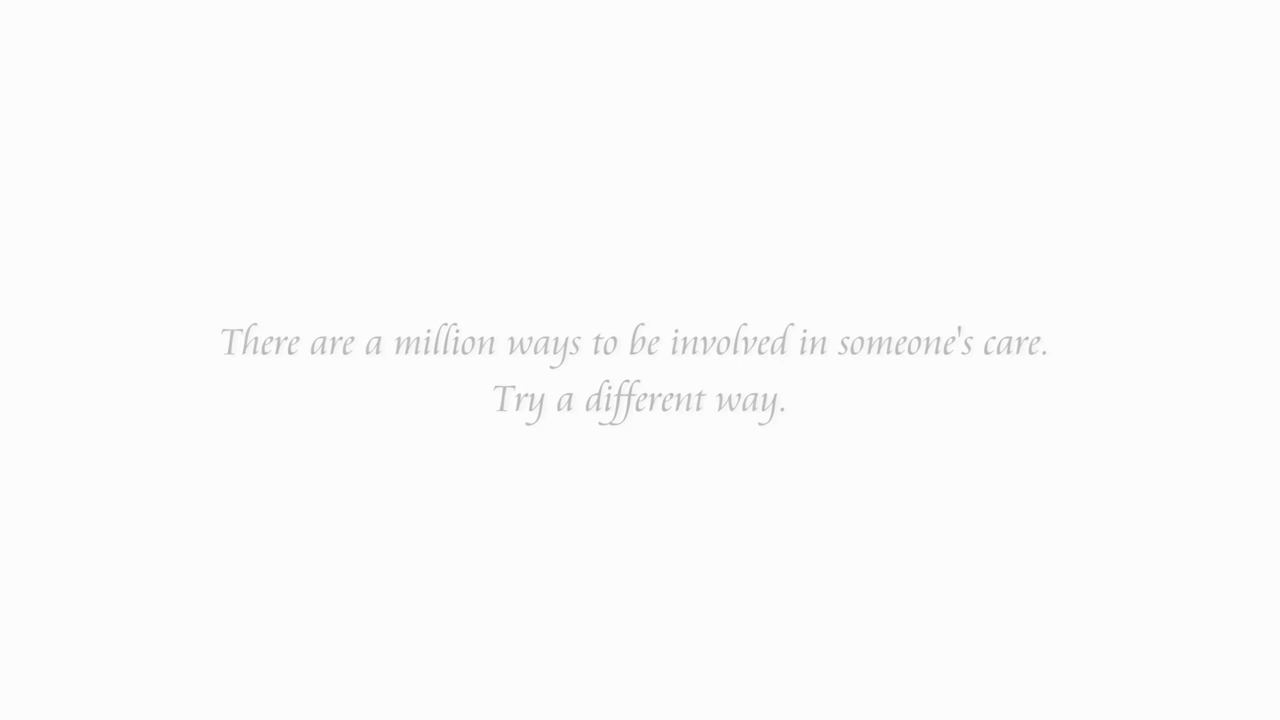 There are a million ways to be involved in someone's care.
Try a different way.